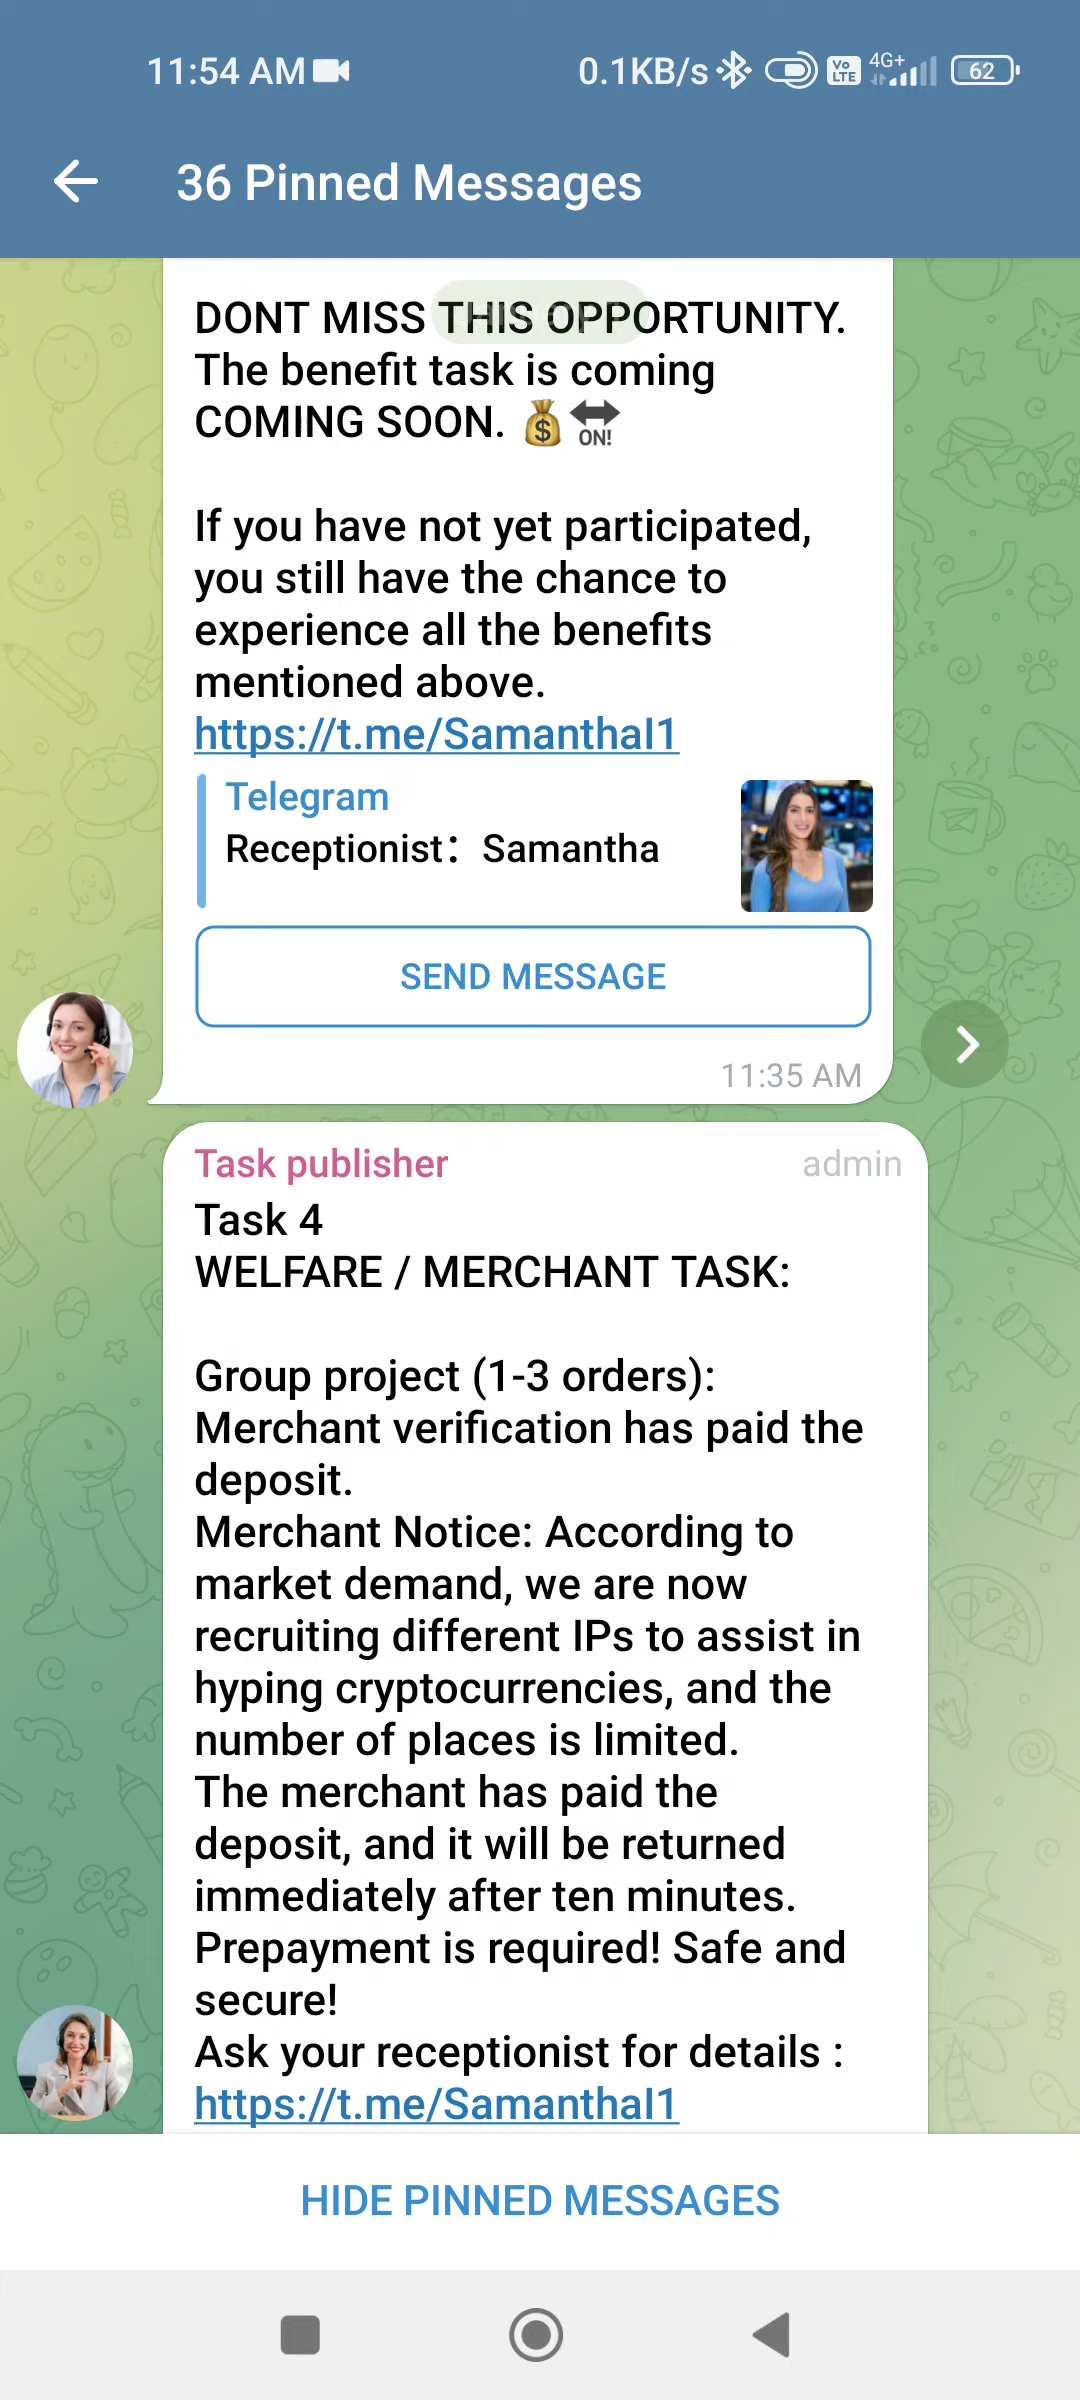 11:54 AM
0.1KB/s
Vo LTE
4G+
62
36 Pinned Messages
DONT MISS THIS OPPORTUNITY.
The benefit task is coming
COMING SOON. 💰🔛
If you have not yet participated,
you still have the chance to
experience all the benefits
mentioned above.
https://t.me/SamanthaI1
Telegram
Receptionist： Samantha
SEND MESSAGE
11:35 AM
Task publisher
admin
Task 4
WELFARE / MERCHANT TASK:
Group project (1-3 orders):
Merchant verification has paid the
deposit.
Merchant Notice: According to
market demand, we are now
recruiting different IPs to assist in
hyping cryptocurrencies, and the
number of places is limited.
The merchant has paid the
deposit, and it will be returned
immediately after ten minutes.
Prepayment is required! Safe and
secure!
Ask your receptionist for details :
https://t.me/SamanthaI1
HIDE PINNED MESSAGES